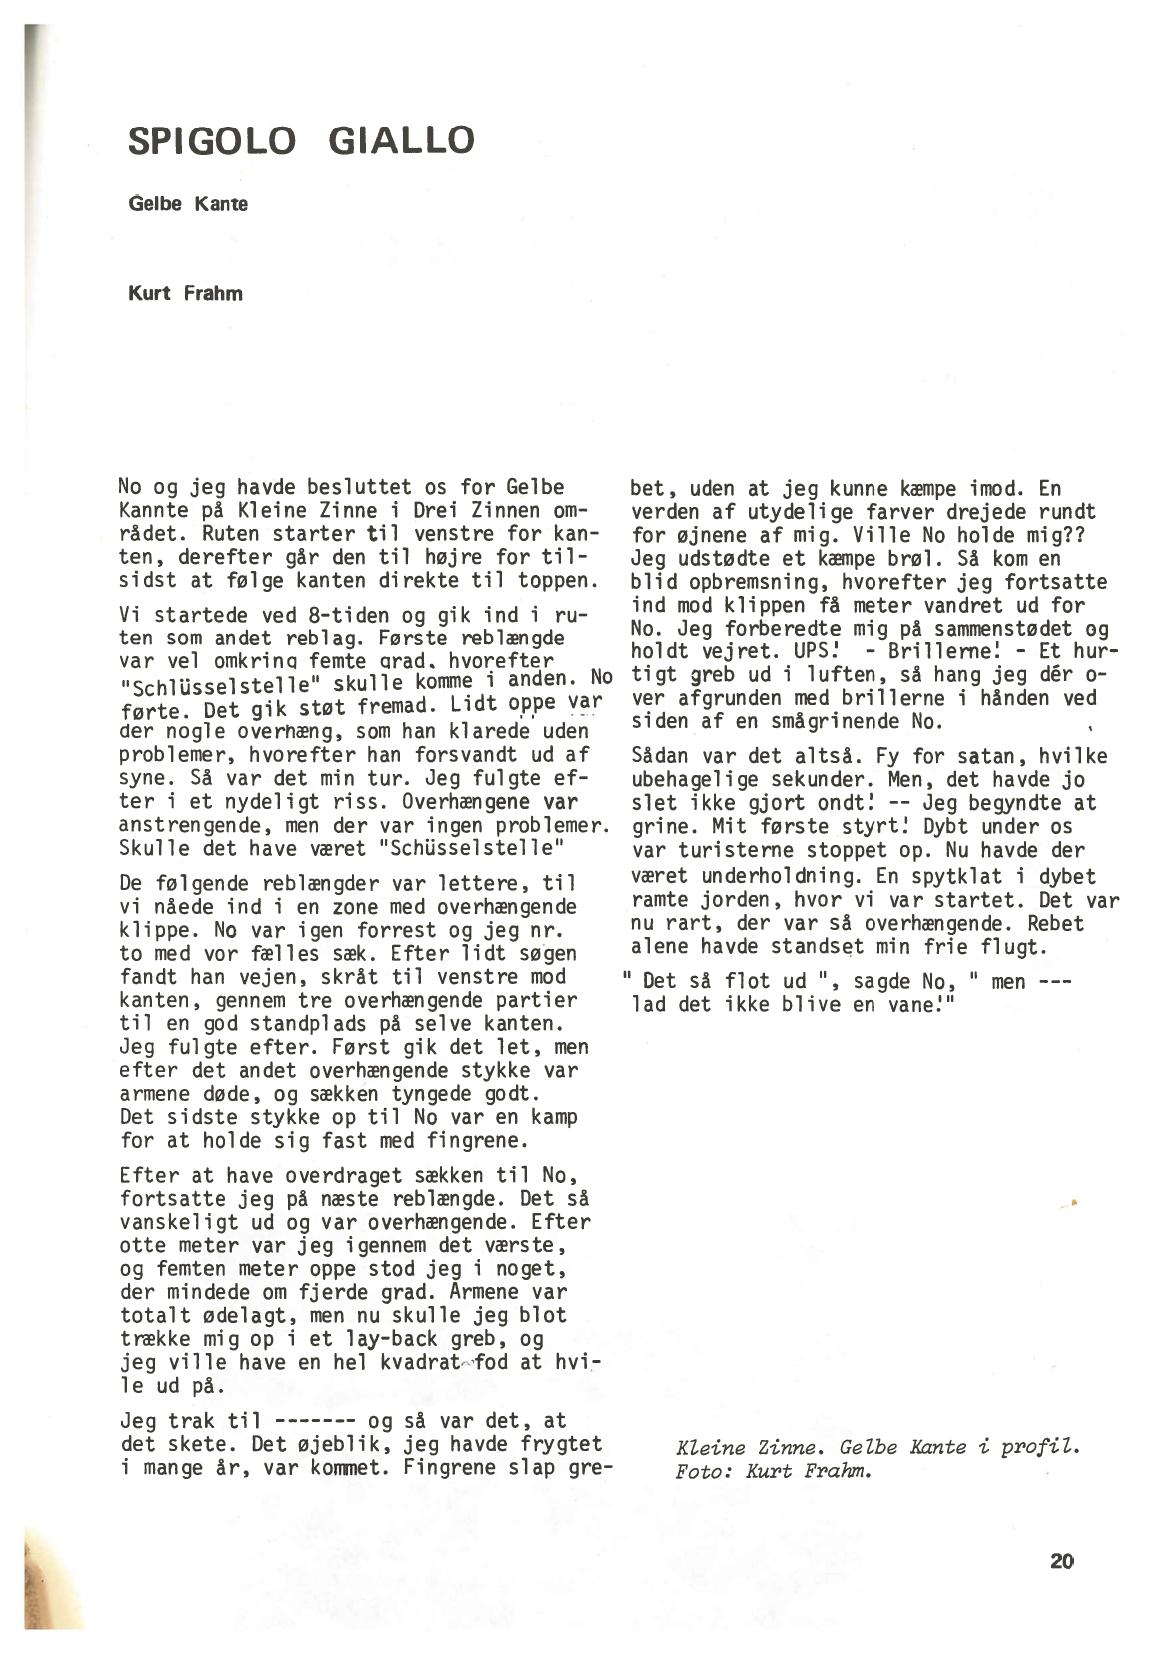 SPIGOLO GIALLO
Gelbe Kante
Kurt Frahm
No og jeg havde besluttet os for Gelbe
Kannte på Kleine Zinne i Drei Zinnen om-
rådet. Ruten starter til venstre for kan-
ten, derefter går den til højre for til-
sidst at følge kanten direkte til toppen.
Vi startede ved 8-tiden og gik ind i ru-
ten som andet reblag. Første reblængde
var vel omkring femte grad, hvorefter
"Schlüsselstelle" skulle komme i anden. No
førte. Det gik støt fremad. Lidt oppe var
der nogle overhæng, som han klarede uden
problemer, hvorefter han forsvandt ud af
syne. Så var det min tur. Jeg fulgte ef-
ter i et nydeligt riss. Overhængene var
anstrengende, men der var ingen problemer.
Skulle det have været "Schüsselstelle"
De følgende reblængder var lettere, til
vi nåede ind i en zone med overhængende
klippe. No var igen forrest og jeg nr.
to med vor fælles sæk. Efter lidt søgen
fandt han vejen, skråt til venstre mod
kanten, gennem tre overhængende partier
til en god standplads på selve kanten.
Jeg fulgte efter. Først gik det let, men
efter det andet overhængende stykke var
armene døde, og sækken tyngede godt.
Det sidste stykke op til No var en kamp
for at holde sig fast med fingrene.
Efter at have overdraget sækken til No,
fortsatte jeg på næste reblængde. Det så
vanskeligt ud og var overhængende. Efter
otte meter var jeg igennem det værste,
og femten meter oppe stod jeg i noget,
der mindede om fjerde grad. Armene var
totalt ødelagt, men nu skulle jeg blot
trække mig op i et lay-back greb, og
jeg ville have en hel kvadrat fod at hvi-
le ud på.
Jeg trak til ------- og så var det, at
det skete. Det øjeblik, jeg havde frygtet
i mange år, var kommet. Fingrene slap gre-
bet, uden at jeg kunne kæmpe imod. En
verden af utydelige farver drejede rundt
for øjnene af mig. Ville No holde mig??
Jeg udstødte et kæmpe brøl. Så kom en
blid opbremsning, hvorefter jeg fortsatte
ind mod klippen få meter vandret ud for
No. Jeg forberedte mig på sammenstødet og
holdt vejret. UPS! - Brillerne! - Et hur-
tigt greb ud i luften, så hang jeg dér o-
ver afgrunden med brillerne i hånden ved
siden af en smågrinende No.
Sådan var det altså. Fy for satan, hvilke
ubehagelige sekunder. Men, det havde jo
slet ikke gjort ondt! -- Jeg begyndte at
grine. Mit første styrt! Dybt under os
var turisterne stoppet op. Nu havde der
været underholdning. En spytklat i dybet
ramte jorden, hvor vi var startet. Det var
nu rart, der var så overhængende. Rebet
alene havde standset min frie flugt.
" Det så flot ud ", sagde No, " men ---
lad det ikke blive en vane!"
Kleine Zinne. Gelbe Kante i profil.
Foto: Kurt Frahm.
20